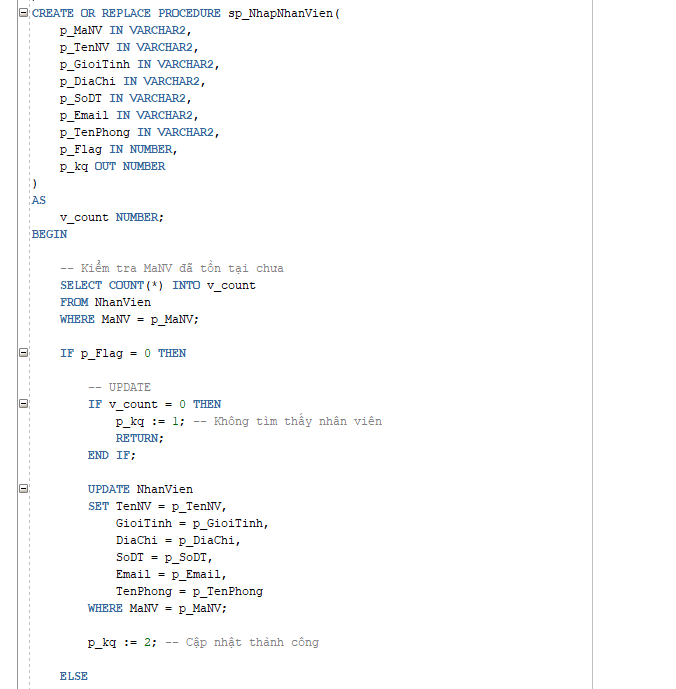 CREATE OR REPLACE PROCEDURE sp_NhapNhanVien(
    p_MaNV IN VARCHAR2,
    p_TenNV IN VARCHAR2,
    p_GioiTinh IN VARCHAR2,
    p_DiaChi IN VARCHAR2,
    p_SoDT IN VARCHAR2,
    p_Email IN VARCHAR2,
    p_TenPhong IN VARCHAR2,
    p_Flag IN NUMBER,
    p_kq OUT NUMBER
)
AS
    v_count NUMBER;
BEGIN
    -- Kiểm tra MaNV đã tồn tại chưa
    SELECT COUNT(*) INTO v_count
    FROM NhanVien
    WHERE MaNV = p_MaNV;
    IF p_Flag = 0 THEN
        -- UPDATE
        IF v_count = 0 THEN
            p_kq := 1; -- Không tìm thấy nhân viên
            RETURN;
        END IF;
        UPDATE NhanVien
        SET TenNV = p_TenNV,
            GioiTinh = p_GioiTinh,
            DiaChi = p_DiaChi,
            SoDT = p_SoDT,
            Email = p_Email,
            TenPhong = p_TenPhong
        WHERE MaNV = p_MaNV;
        p_kq := 2; -- Cập nhật thành công
    ELSE